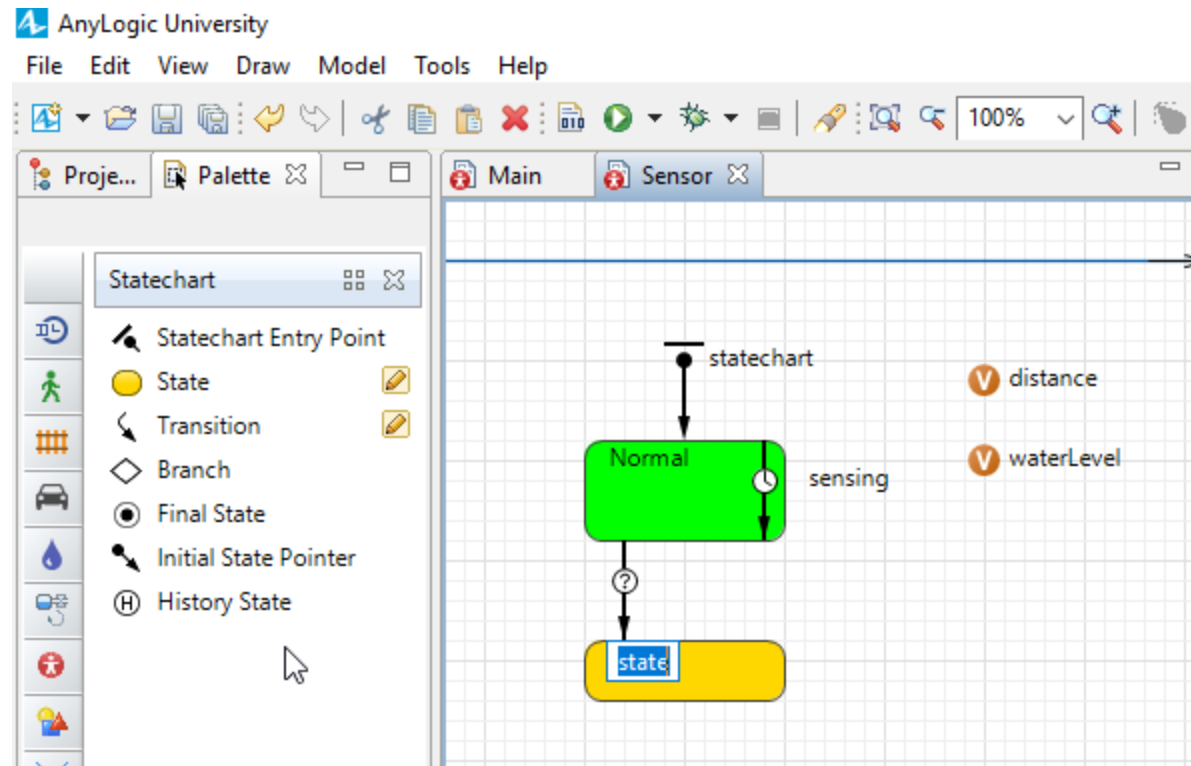 AnyLogic University
File Edit View Draw Model Tools Help
010 100%
Proje... Palette Main Sensor
Statechart
Statechart Entry Point
State
Transition
Branch
Final State
Initial State Pointer
H History State
statechart
V distance
Normal
sensing
V waterLevel
?
state